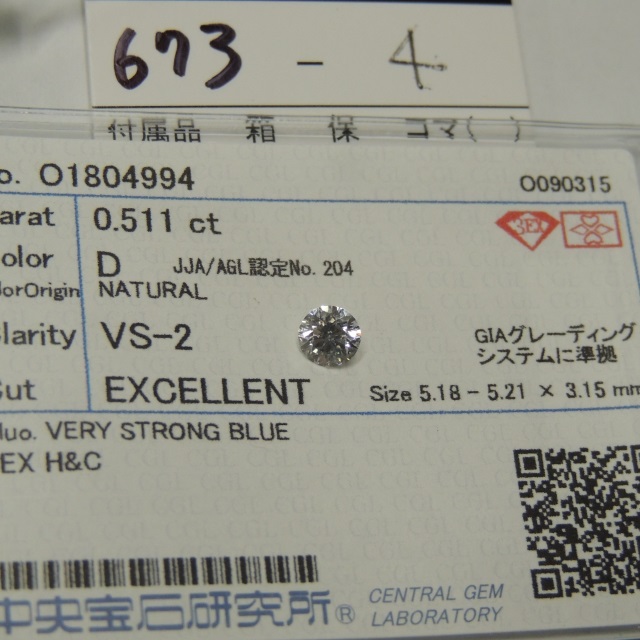 673 - 4
付属品 箱 保 コマ( )
o. O1804994 O090315
arat 0.511 ct 3EX
olor D JJA/AGL認定No.204
lorOrigin NATURAL
larity VS-2 GIAグレーディング
システムに準拠
Cut EXCELLENT Size 5.18 - 5.21 × 3.15 mm
luo. VERY STRONG BLUE
EX H&C
中央宝石研究所® CENTRAL GEM
LABORATORY